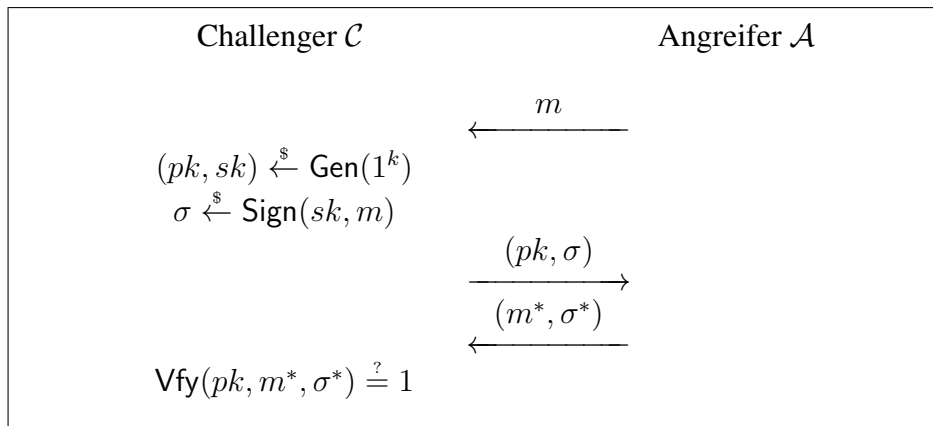 Challenger 𝒞 Angreifer 𝒜
m
(pk, sk) ←$ Gen(1^k)
σ ←$ Sign(sk, m)
(pk, σ)
(m*, σ*)
Vfy(pk, m*, σ*) ≟ 1